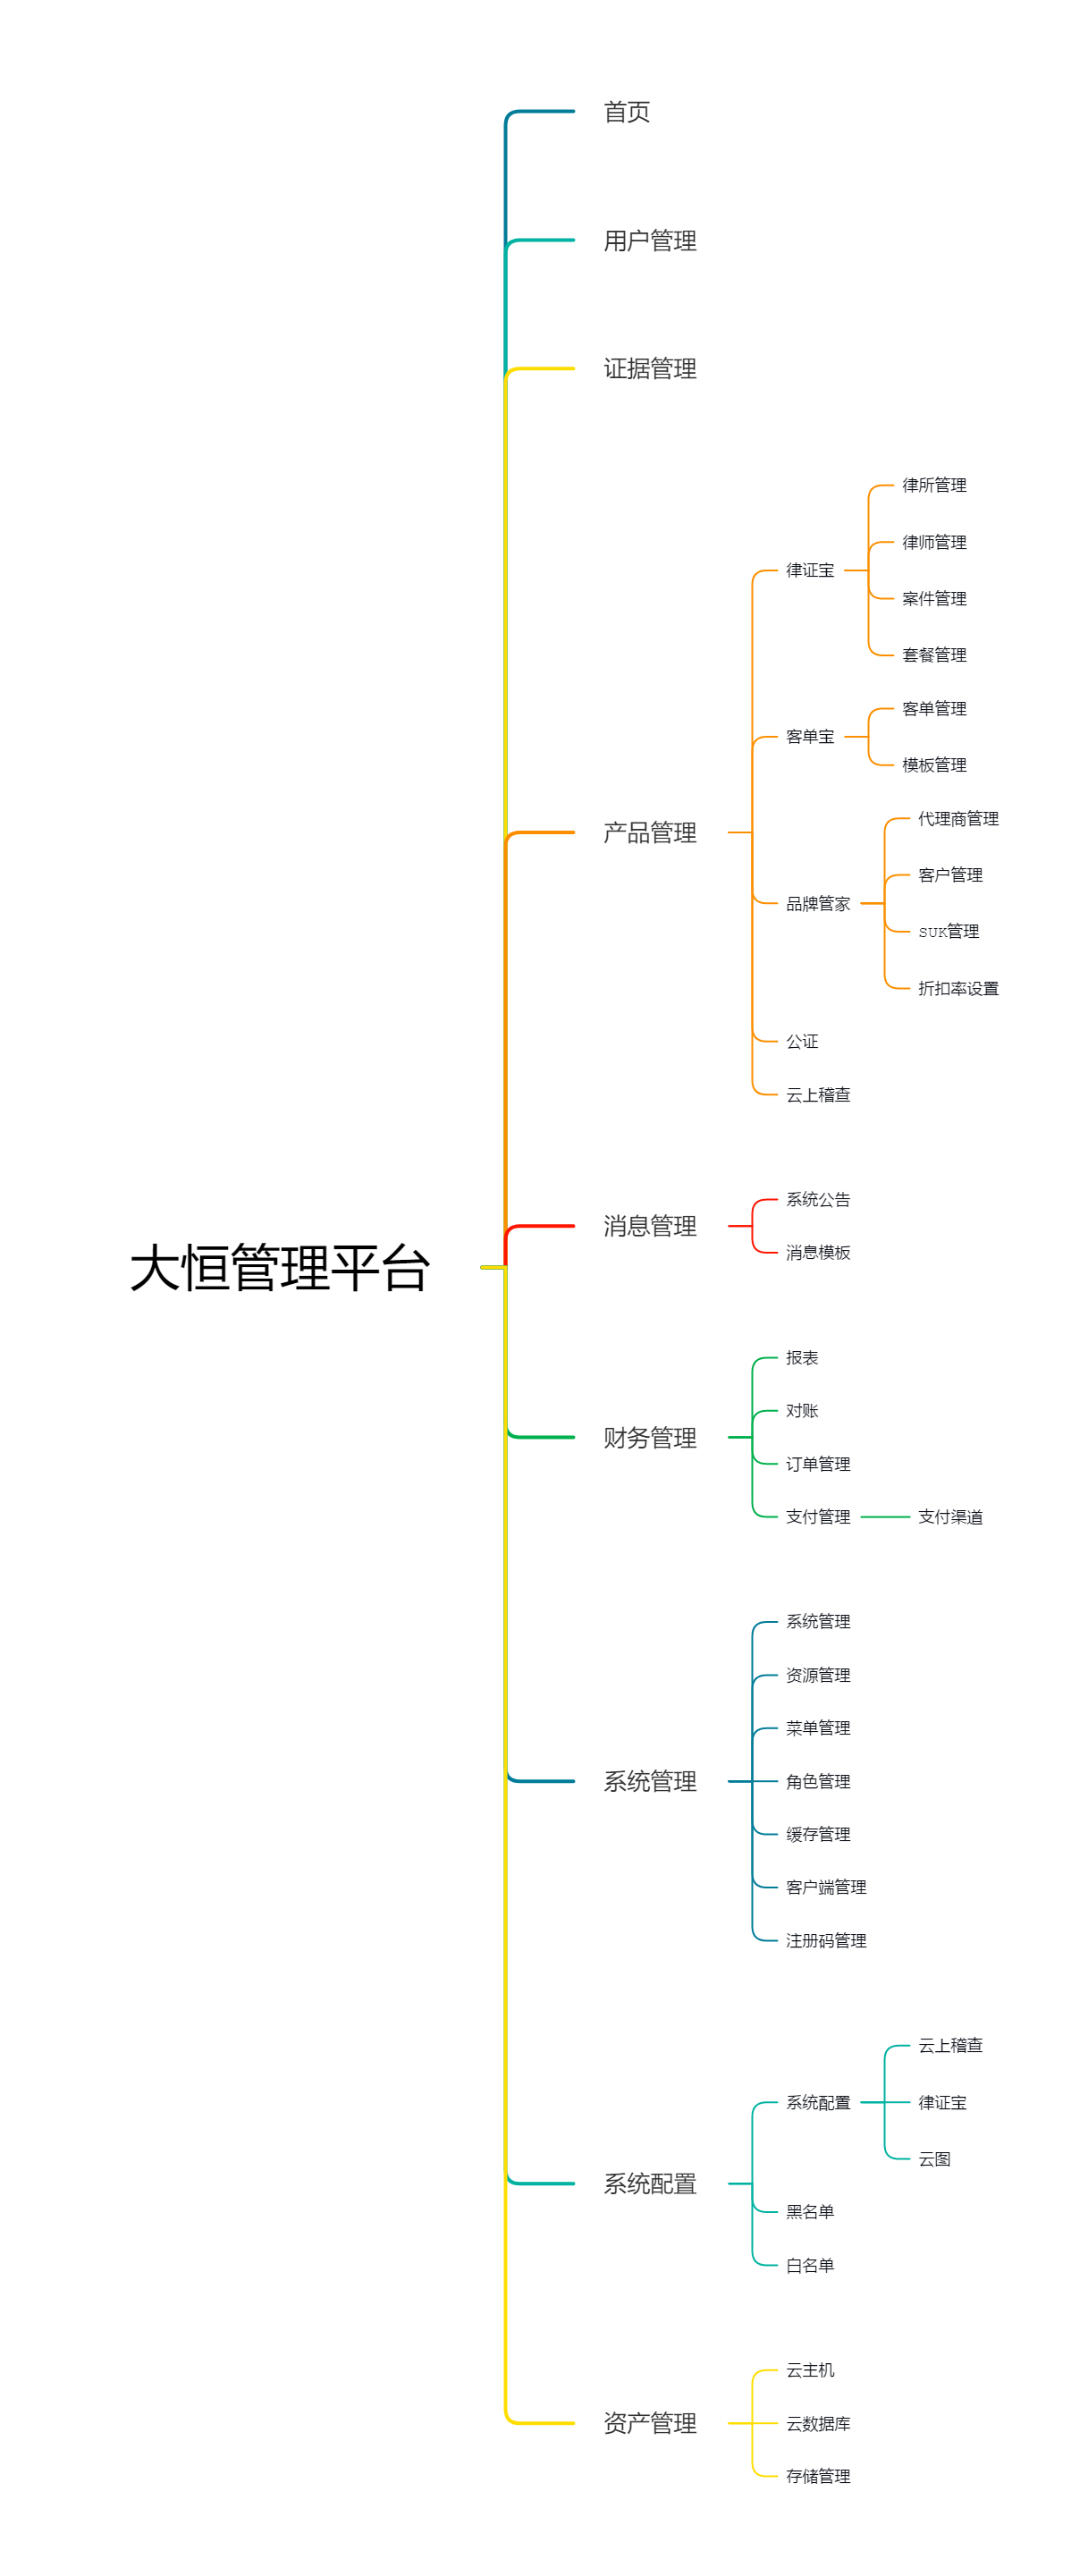 大恒管理平台
首页
用户管理
证据管理
产品管理
律证宝
律所管理
律师管理
案件管理
套餐管理
客单宝
客单管理
模板管理
品牌管家
代理商管理
客户管理
SUK管理
折扣率设置
公证
云上稽查
消息管理
系统公告
消息模板
财务管理
报表
对账
订单管理
支付管理
支付渠道
系统管理
系统管理
资源管理
菜单管理
角色管理
缓存管理
客户端管理
注册码管理
系统配置
系统配置
云上稽查
律证宝
云图
黑名单
白名单
资产管理
云主机
云数据库
存储管理